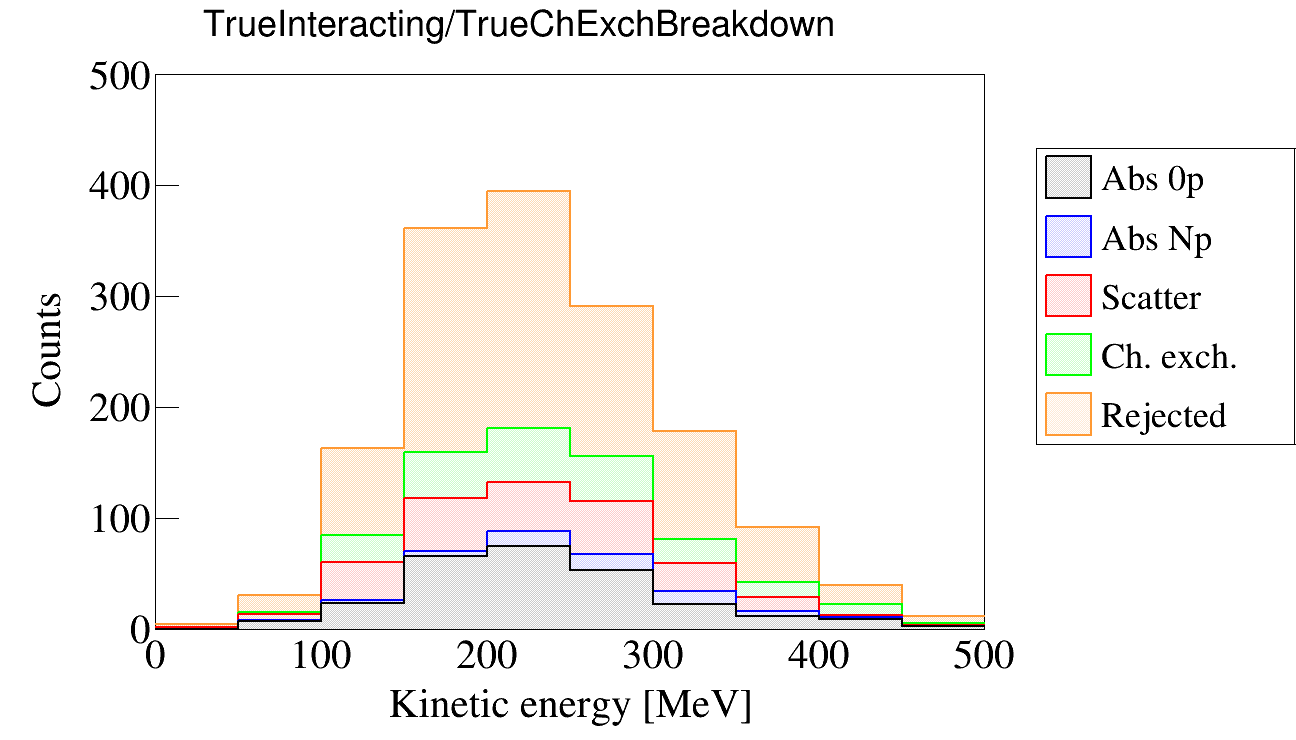 TrueInteracting/TrueChExchBreakdown
500
400
300
200
100
0
Counts
0 100 200 300 400 500
Kinetic energy [MeV]
Abs 0p
Abs Np
Scatter
Ch. exch.
Rejected